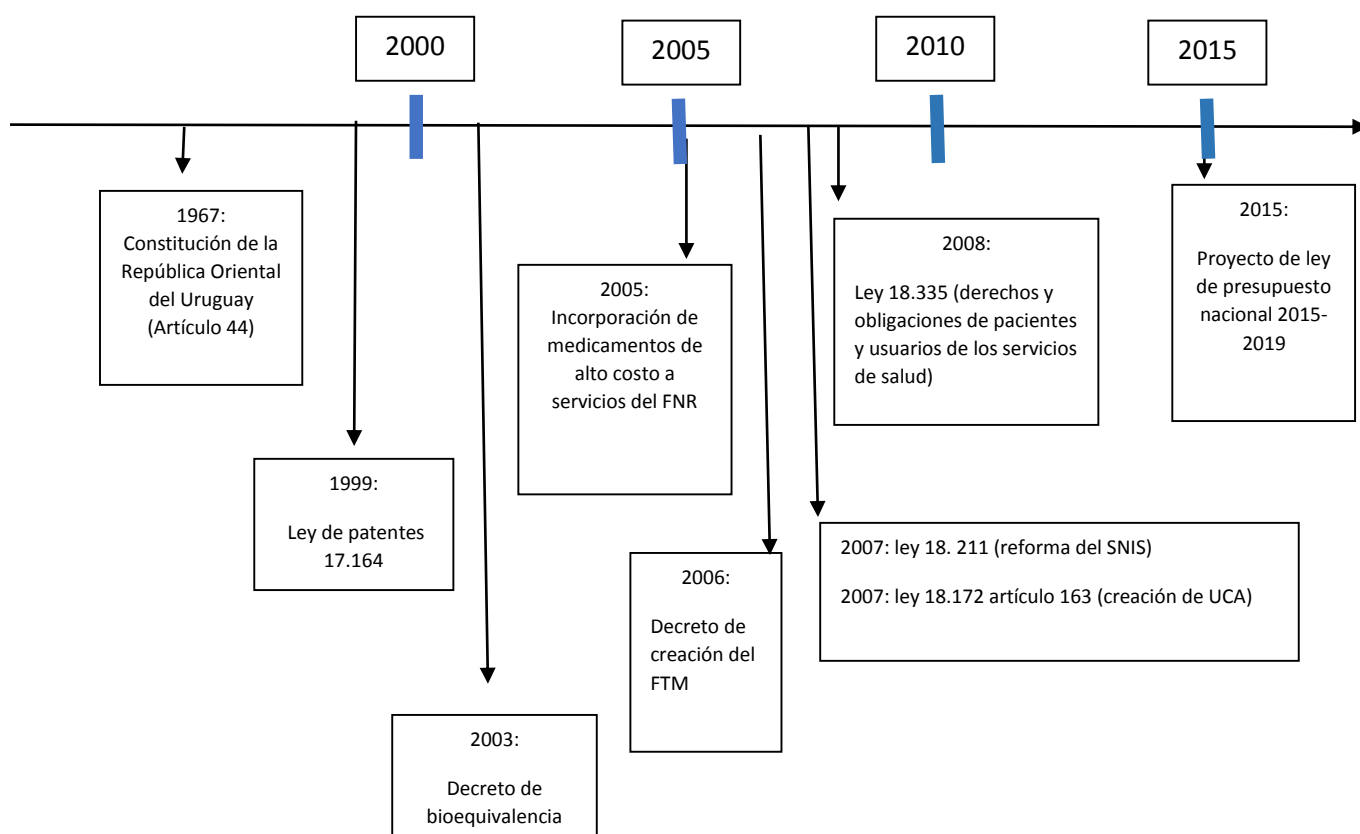 2000
2005
2010
2015
1967:
Constitución de la
República Oriental
del Uruguay
(Artículo 44)
1999:
Ley de patentes
17.164
2003:
Decreto de
bioequivalencia
2005:
Incorporación de
medicamentos de
alto costo a
servicios del FNR
2006:
Decreto de
creación del
FTM
2007: ley 18. 211 (reforma del SNIS)
2007: ley 18.172 artículo 163 (creación de UCA)
2008:
Ley 18.335 (derechos y
obligaciones de pacientes
y usuarios de los servicios
de salud)
2015:
Proyecto de ley
de presupuesto
nacional 2015-
2019